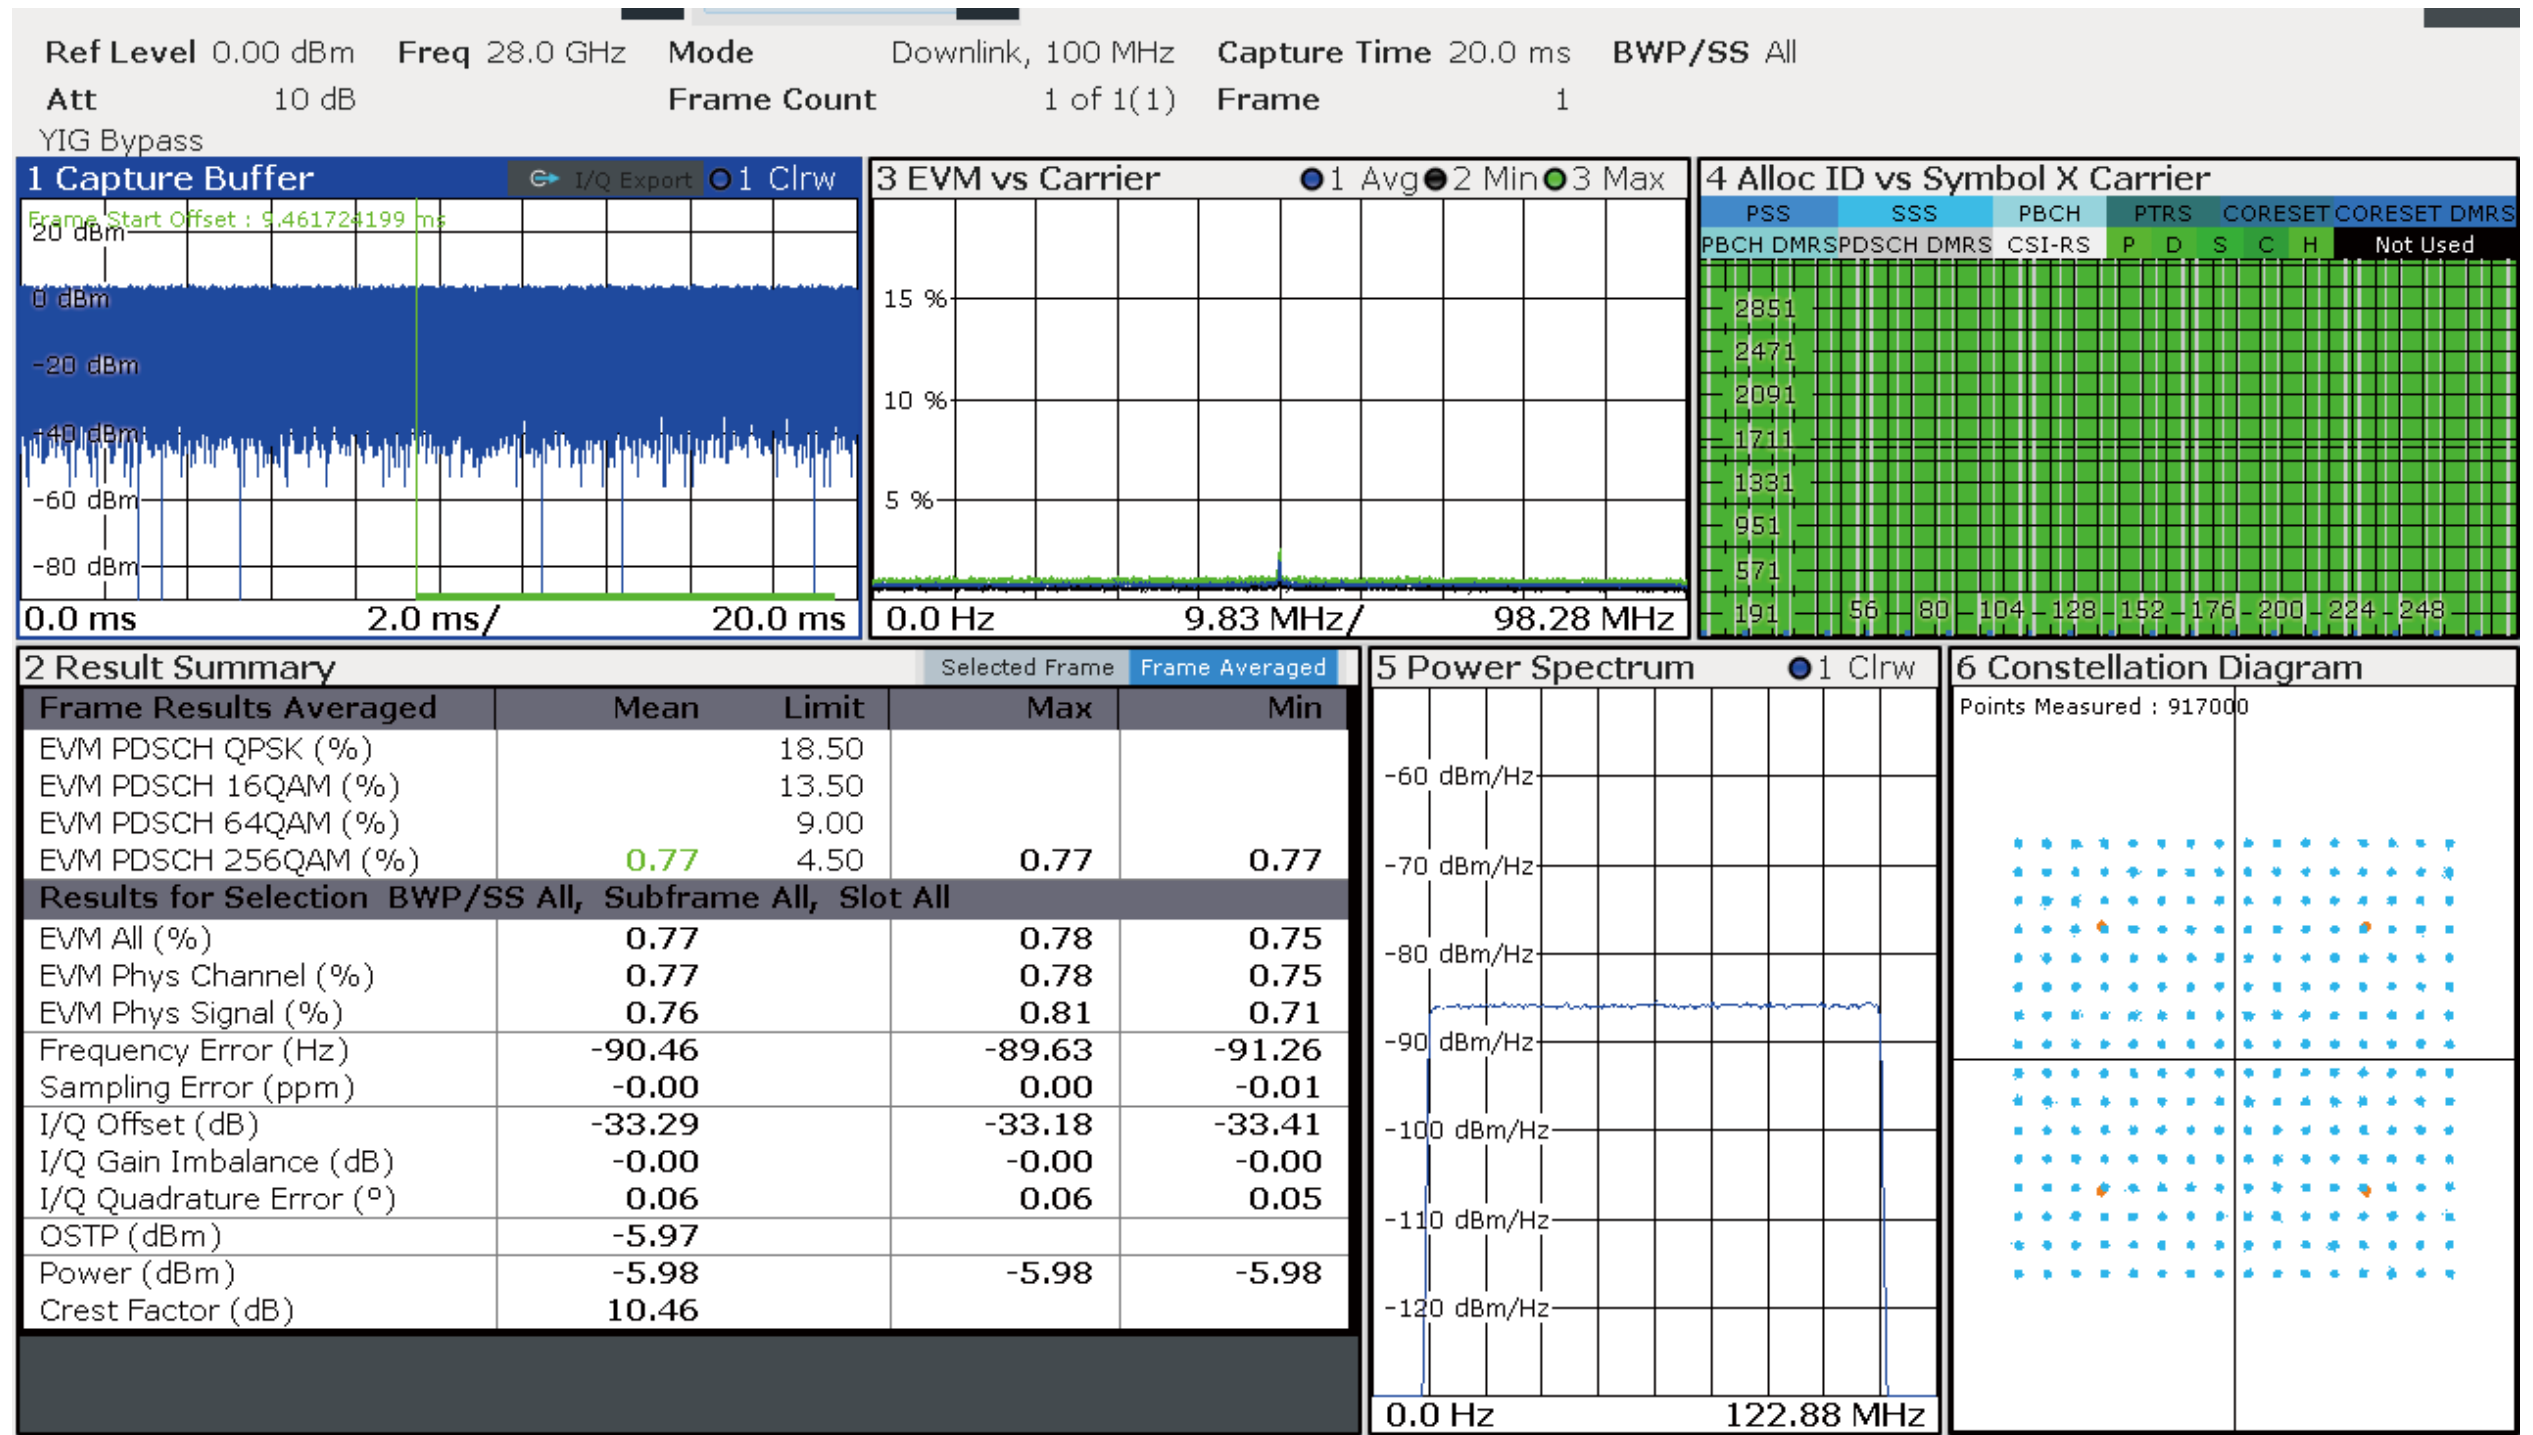 Ref Level 0.00 dBm Freq 28.0 GHz Mode Downlink, 100 MHz Capture Time 20.0 ms BWP/SS All
Att 10 dB Frame Count 1 of 1(1) Frame 1
YIG Bypass
1 Capture Buffer I/Q Export 1 Clrw
Frame Start Offset : 9.461724199 ms
20 dBm
0 dBm
-20 dBm
-40 dBm
-60 dBm
-80 dBm
0.0 ms 2.0 ms/ 20.0 ms
3 EVM vs Carrier 1 Avg 2 Min 3 Max
15 %
10 %
5 %
0.0 Hz 9.83 MHz/ 98.28 MHz
4 Alloc ID vs Symbol X Carrier
PSS SSS PBCH PTRS CORESET CORESET DMRS
PBCH DMRS PDSCH DMRS CSI-RS P D S C H Not Used
2851
2471
2091
1711
1331
951
571
191 56 80 104 128 152 176 200 224 248
2 Result Summary Selected Frame Frame Averaged
Frame Results Averaged Mean Limit Max Min
EVM PDSCH QPSK (%) 18.50
EVM PDSCH 16QAM (%) 13.50
EVM PDSCH 64QAM (%) 9.00
EVM PDSCH 256QAM (%) 0.77 4.50 0.77 0.77
Results for Selection BWP/SS All, Subframe All, Slot All
EVM All (%) 0.77 0.78 0.75
EVM Phys Channel (%) 0.77 0.78 0.75
EVM Phys Signal (%) 0.76 0.81 0.71
Frequency Error (Hz) -90.46 -89.63 -91.26
Sampling Error (ppm) -0.00 0.00 -0.01
I/Q Offset (dB) -33.29 -33.18 -33.41
I/Q Gain Imbalance (dB) -0.00 -0.00 -0.00
I/Q Quadrature Error (º) 0.06 0.06 0.05
OSTP (dBm) -5.97
Power (dBm) -5.98 -5.98 -5.98
Crest Factor (dB) 10.46
5 Power Spectrum 1 Clrw
-60 dBm/Hz
-70 dBm/Hz
-80 dBm/Hz
-90 dBm/Hz
-100 dBm/Hz
-110 dBm/Hz
-120 dBm/Hz
0.0 Hz 122.88 MHz
6 Constellation Diagram
Points Measured : 917000